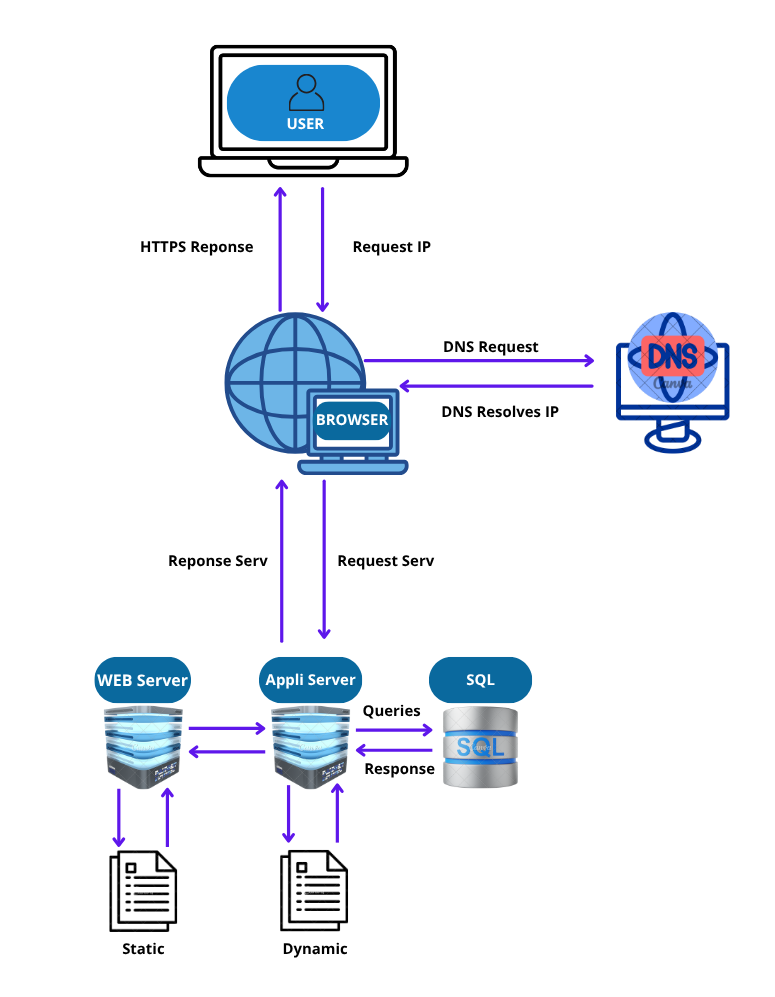 USER
HTTPS Reponse
Request IP
DNS Request
DNS
Canva
BROWSER
DNS Resolves IP
Reponse Serv
Request Serv
WEB Server
Appli Server
SQL
Queries
SQL
Response
Static
Dynamic